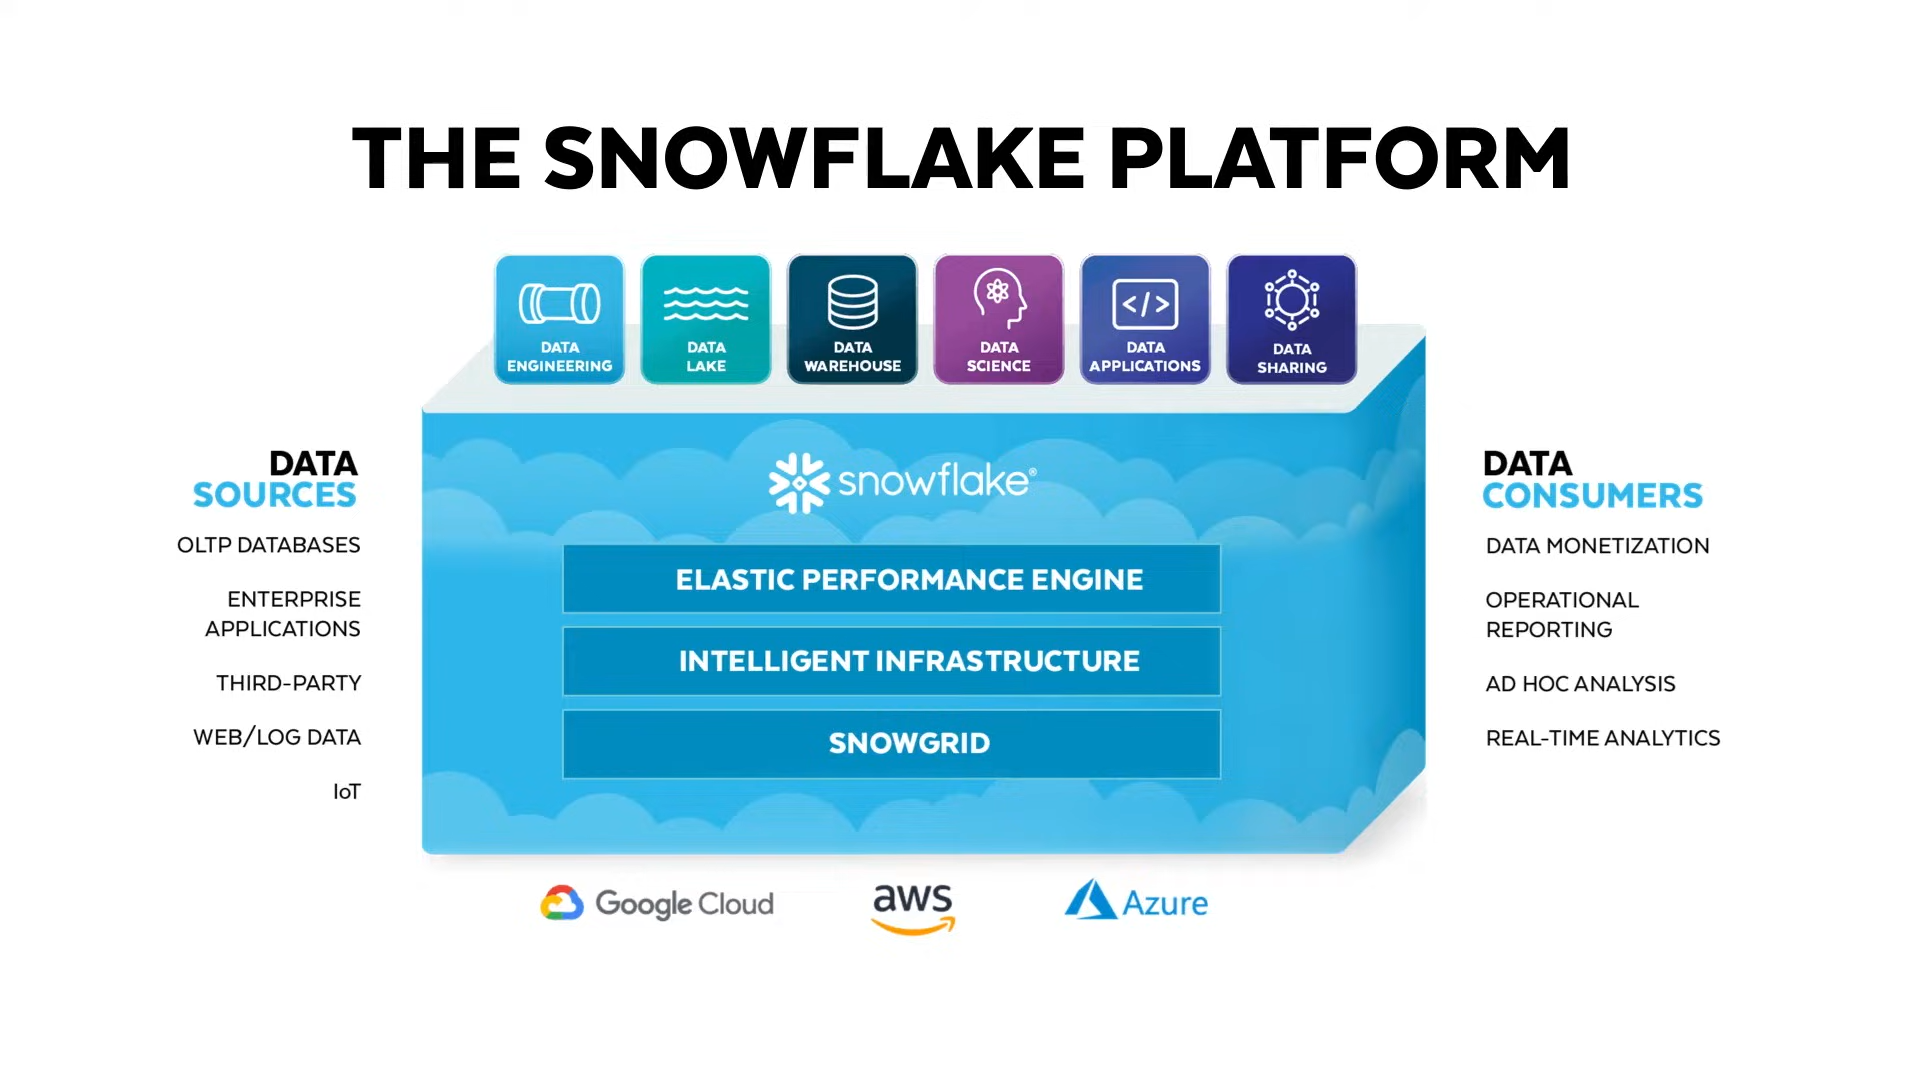 THE SNOWFLAKE PLATFORM
DATA
ENGINEERING
DATA
LAKE
DATA
WAREHOUSE
DATA
SCIENCE
</>
DATA
APPLICATIONS
DATA
SHARING
DATA
SOURCES
OLTP DATABASES
ENTERPRISE
APPLICATIONS
THIRD-PARTY
WEB/LOG DATA
IoT
snowflake®
ELASTIC PERFORMANCE ENGINE
INTELLIGENT INFRASTRUCTURE
SNOWGRID
DATA
CONSUMERS
DATA MONETIZATION
OPERATIONAL
REPORTING
AD HOC ANALYSIS
REAL-TIME ANALYTICS
Google Cloud
aws
Azure